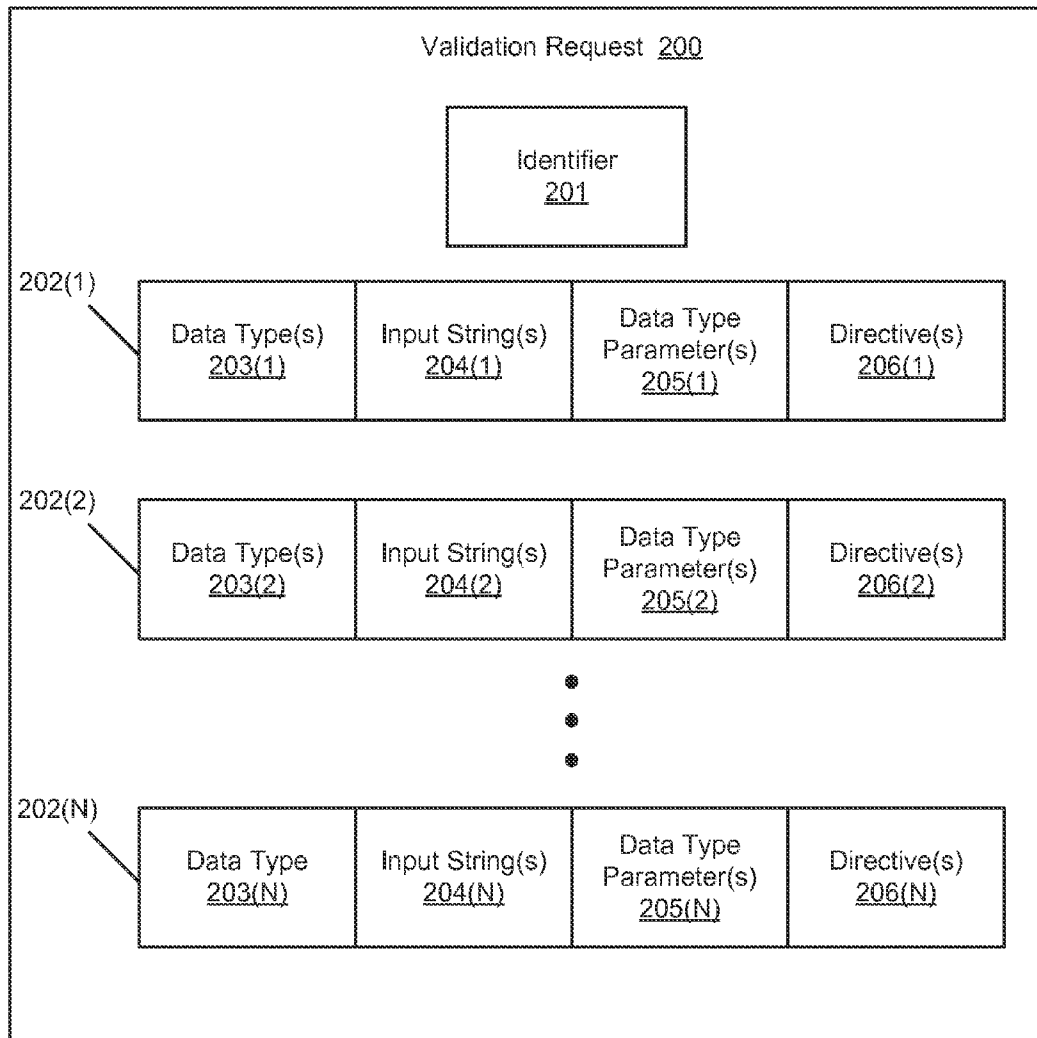 Validation Request 200
Identifier
201
202(1)
Data Type(s)
203(1)
Input String(s)
204(1)
Data Type
Parameter(s)
205(1)
Directive(s)
206(1)
202(2)
Data Type(s)
203(2)
Input String(s)
204(2)
Data Type
Parameter(s)
205(2)
Directive(s)
206(2)
202(N)
Data Type
203(N)
Input String(s)
204(N)
Data Type
Parameter(s)
205(N)
Directive(s)
206(N)